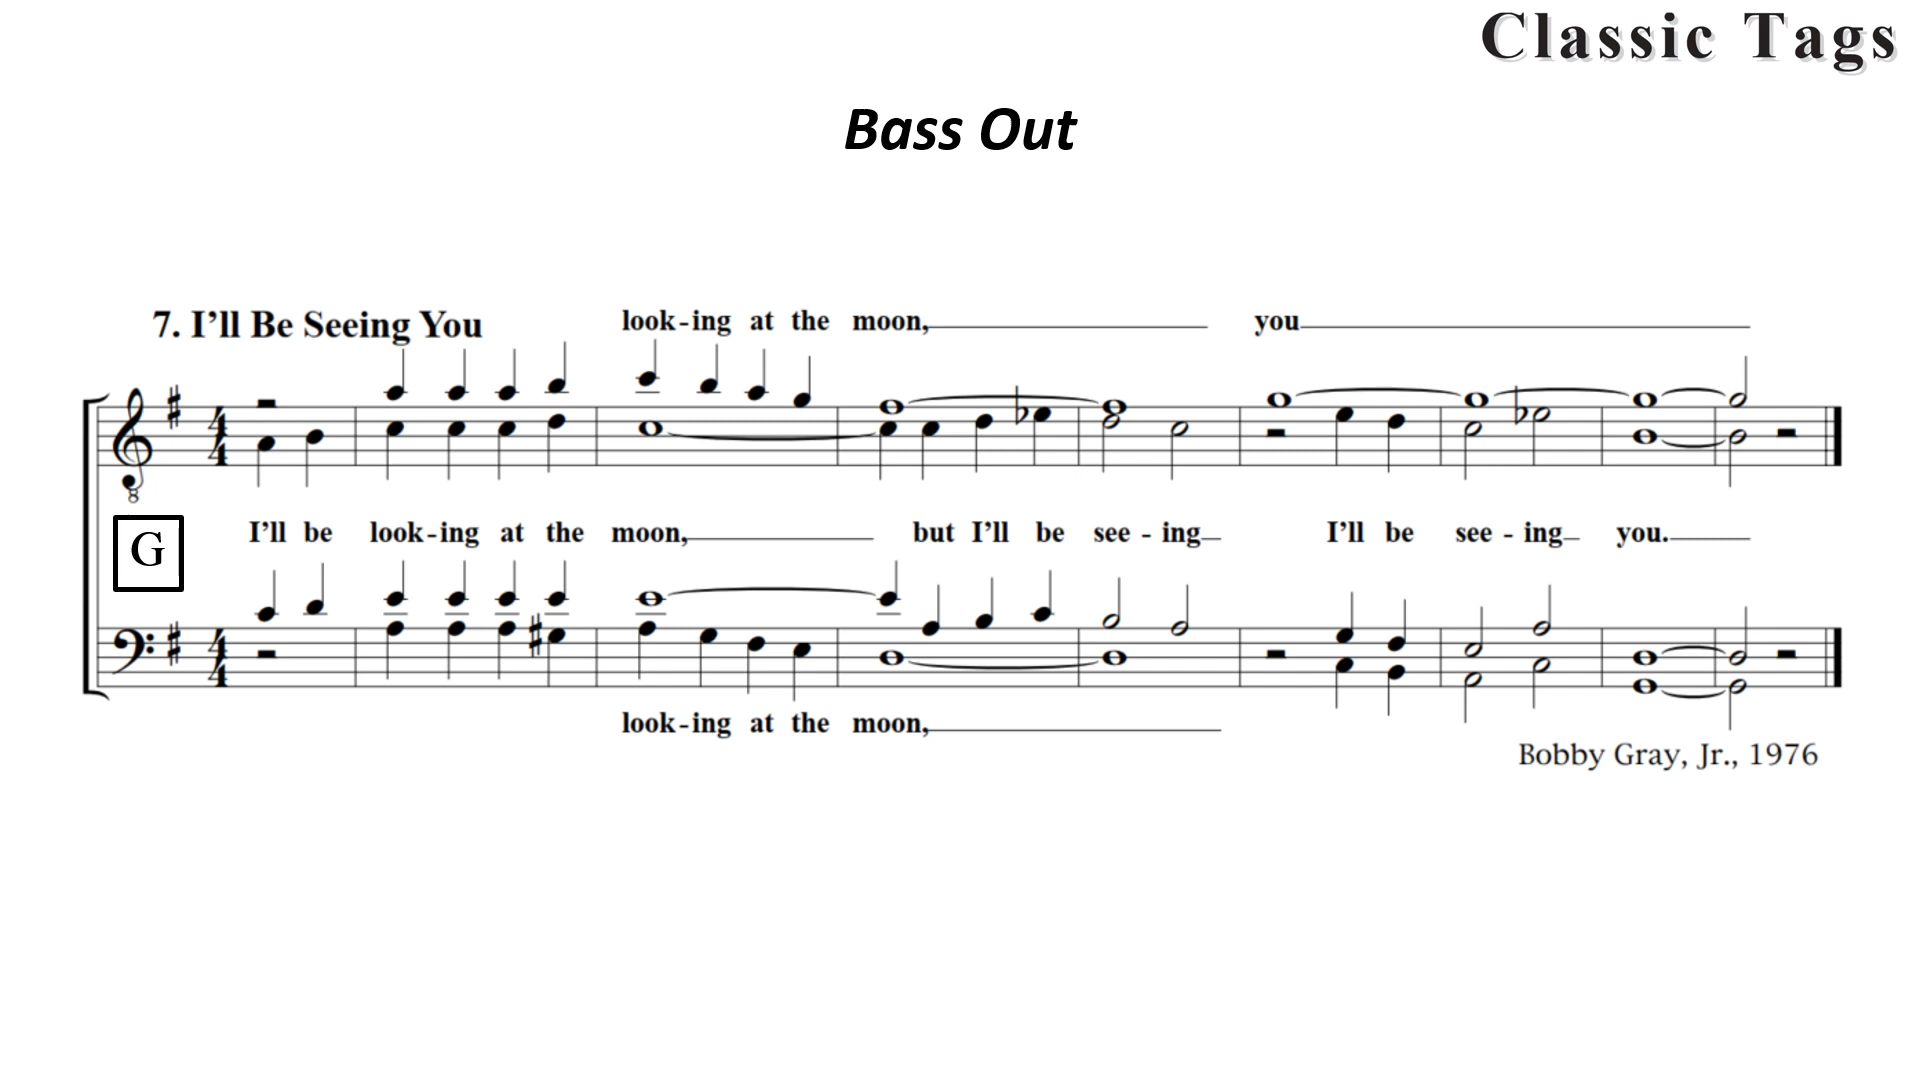 Classic Tags
Bass Out
7. I’ll Be Seeing You
look-ing at the moon, you
G
I’ll be look-ing at the moon, but I’ll be see - ing I’ll be see - ing you.
look-ing at the moon,
Bobby Gray, Jr., 1976